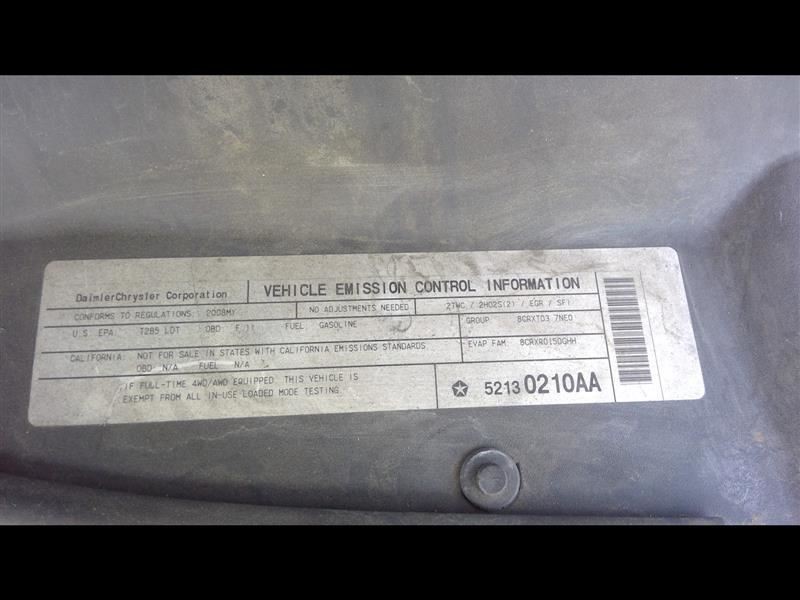 DaimlerChrysler Corporation VEHICLE EMISSION CONTROL INFORMATION
CONFORMS TO REGULATIONS: 2008MY NO ADJUSTMENTS NEEDED 2TWC / 2HO2S(2) / EGR / SFI
U.S. EPA: T2B5 LDT OBD: F II FUEL: GASOLINE GROUP: 8CRXT03.7NE0
CALIFORNIA: NOT FOR SALE IN STATES WITH CALIFORNIA EMISSIONS STANDARDS. EVAP FAM: 8CRXR0150GHH
OBD: N/A FUEL: N/A
IF FULL-TIME 4WD/AWD EQUIPPED, THIS VEHICLE IS
EXEMPT FROM ALL IN-USE LOADED MODE TESTING.
52130210AA